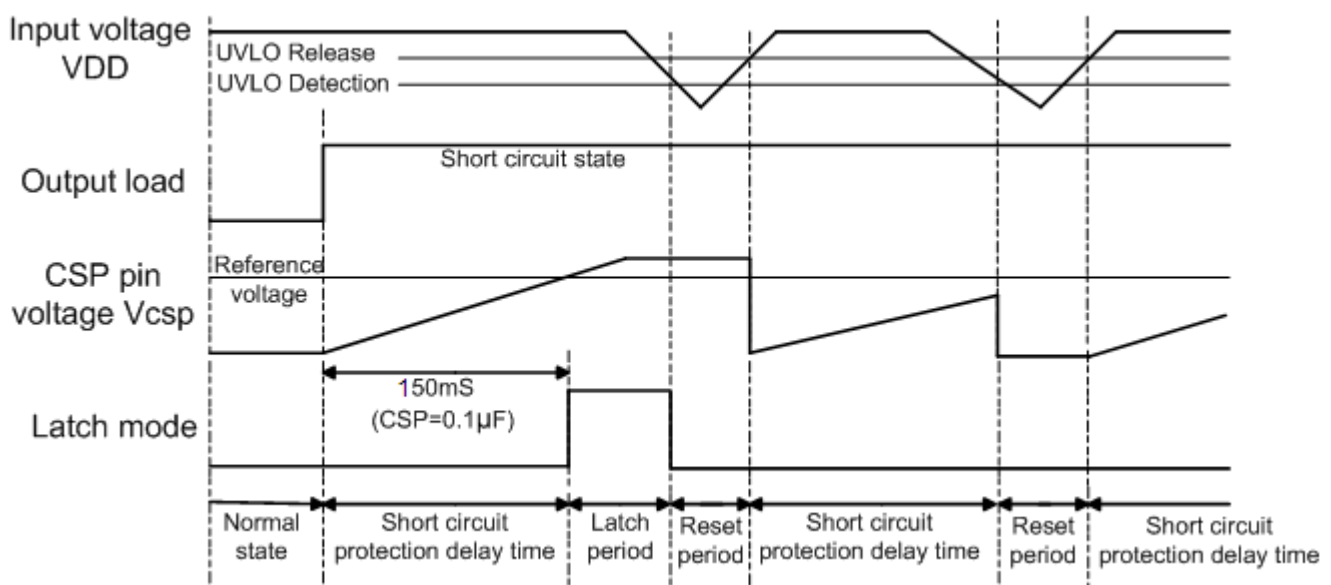 Input voltage
VDD
UVLO Release
UVLO Detection
Output load
Short circuit state
CSP pin
voltage Vcsp
Reference
voltage
150mS
(CSP=0.1μF)
Latch mode
Normal
state
Short circuit
protection delay time
Latch
period
Reset
period
Short circuit
protection delay time
Reset
period
Short circuit
protection delay time